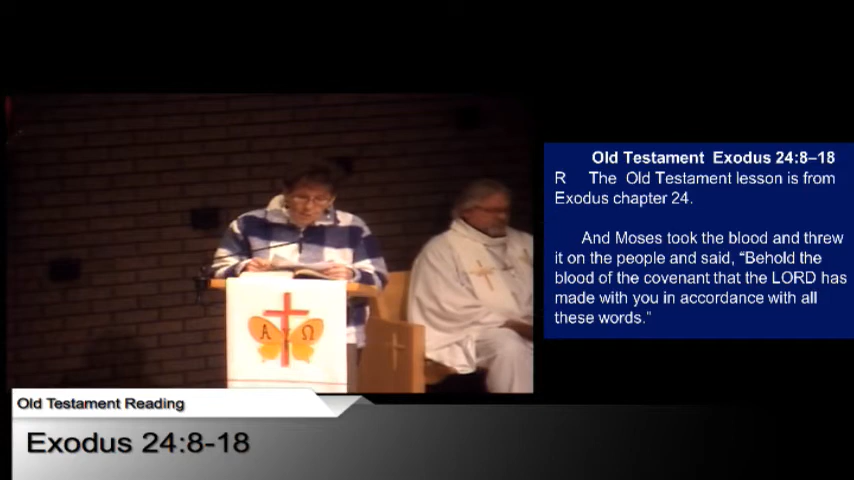 Old Testament Exodus 24:8–18
R The Old Testament lesson is from
Exodus chapter 24.
And Moses took the blood and threw
it on the people and said, “Behold the
blood of the covenant that the LORD has
made with you in accordance with all
these words.”
Α Ω
Old Testament Reading
Exodus 24:8-18